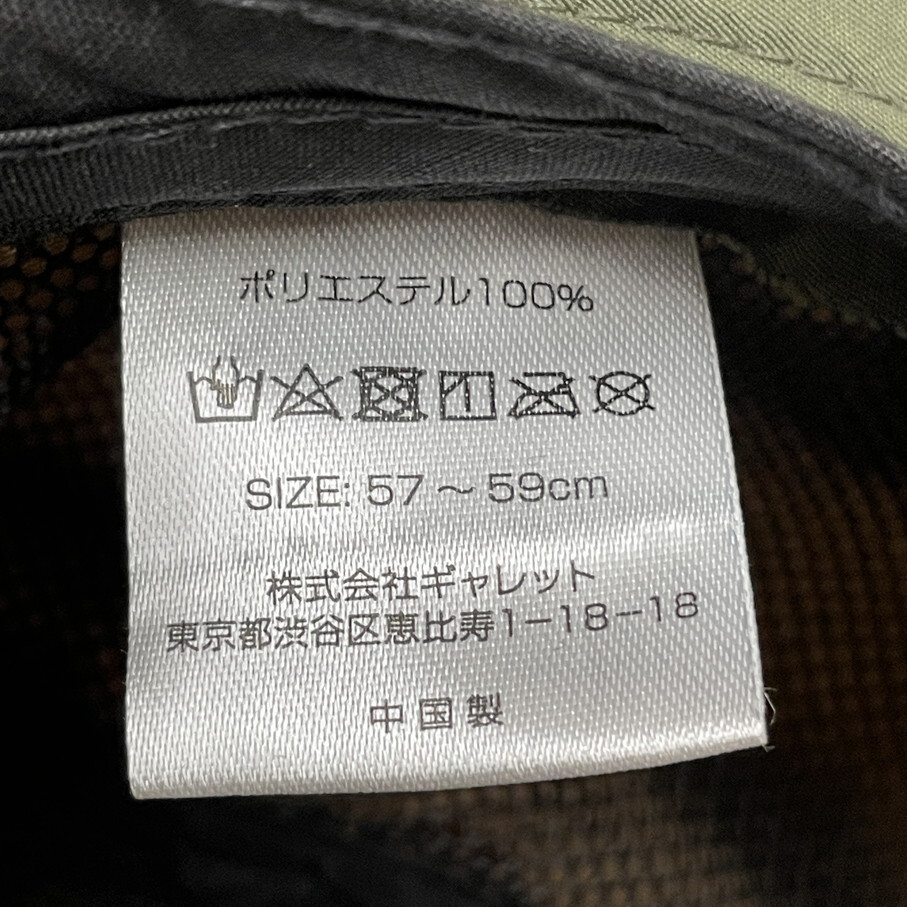 ポリエステル100%
SIZE: 57 ～ 59cm
株式会社ギャレット
東京都渋谷区恵比寿1-18-18
中国製